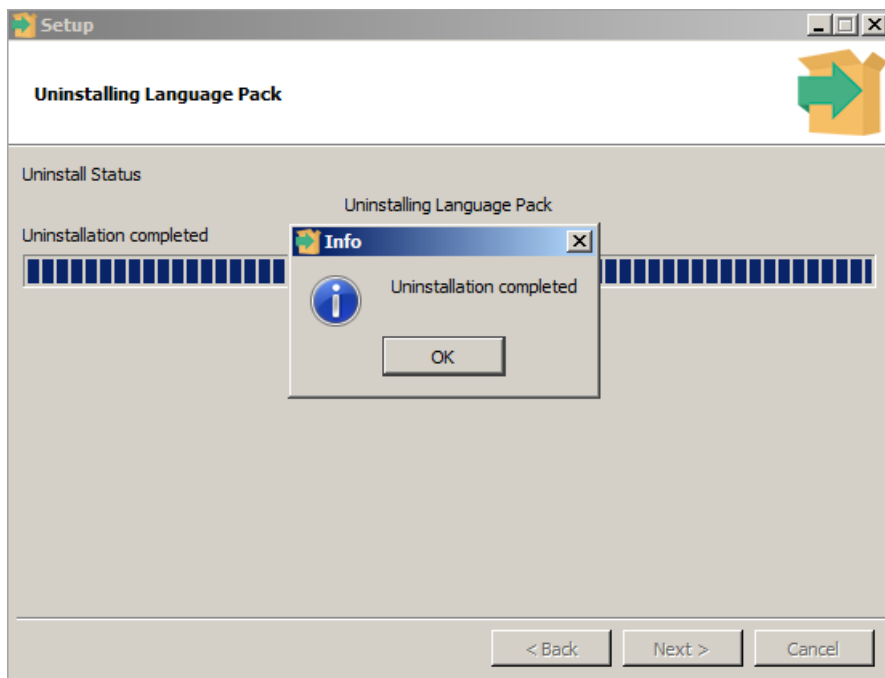 Setup
Uninstalling Language Pack
Uninstall Status
Uninstalling Language Pack
Uninstallation completed
Info
Uninstallation completed
OK
< Back
Next >
Cancel